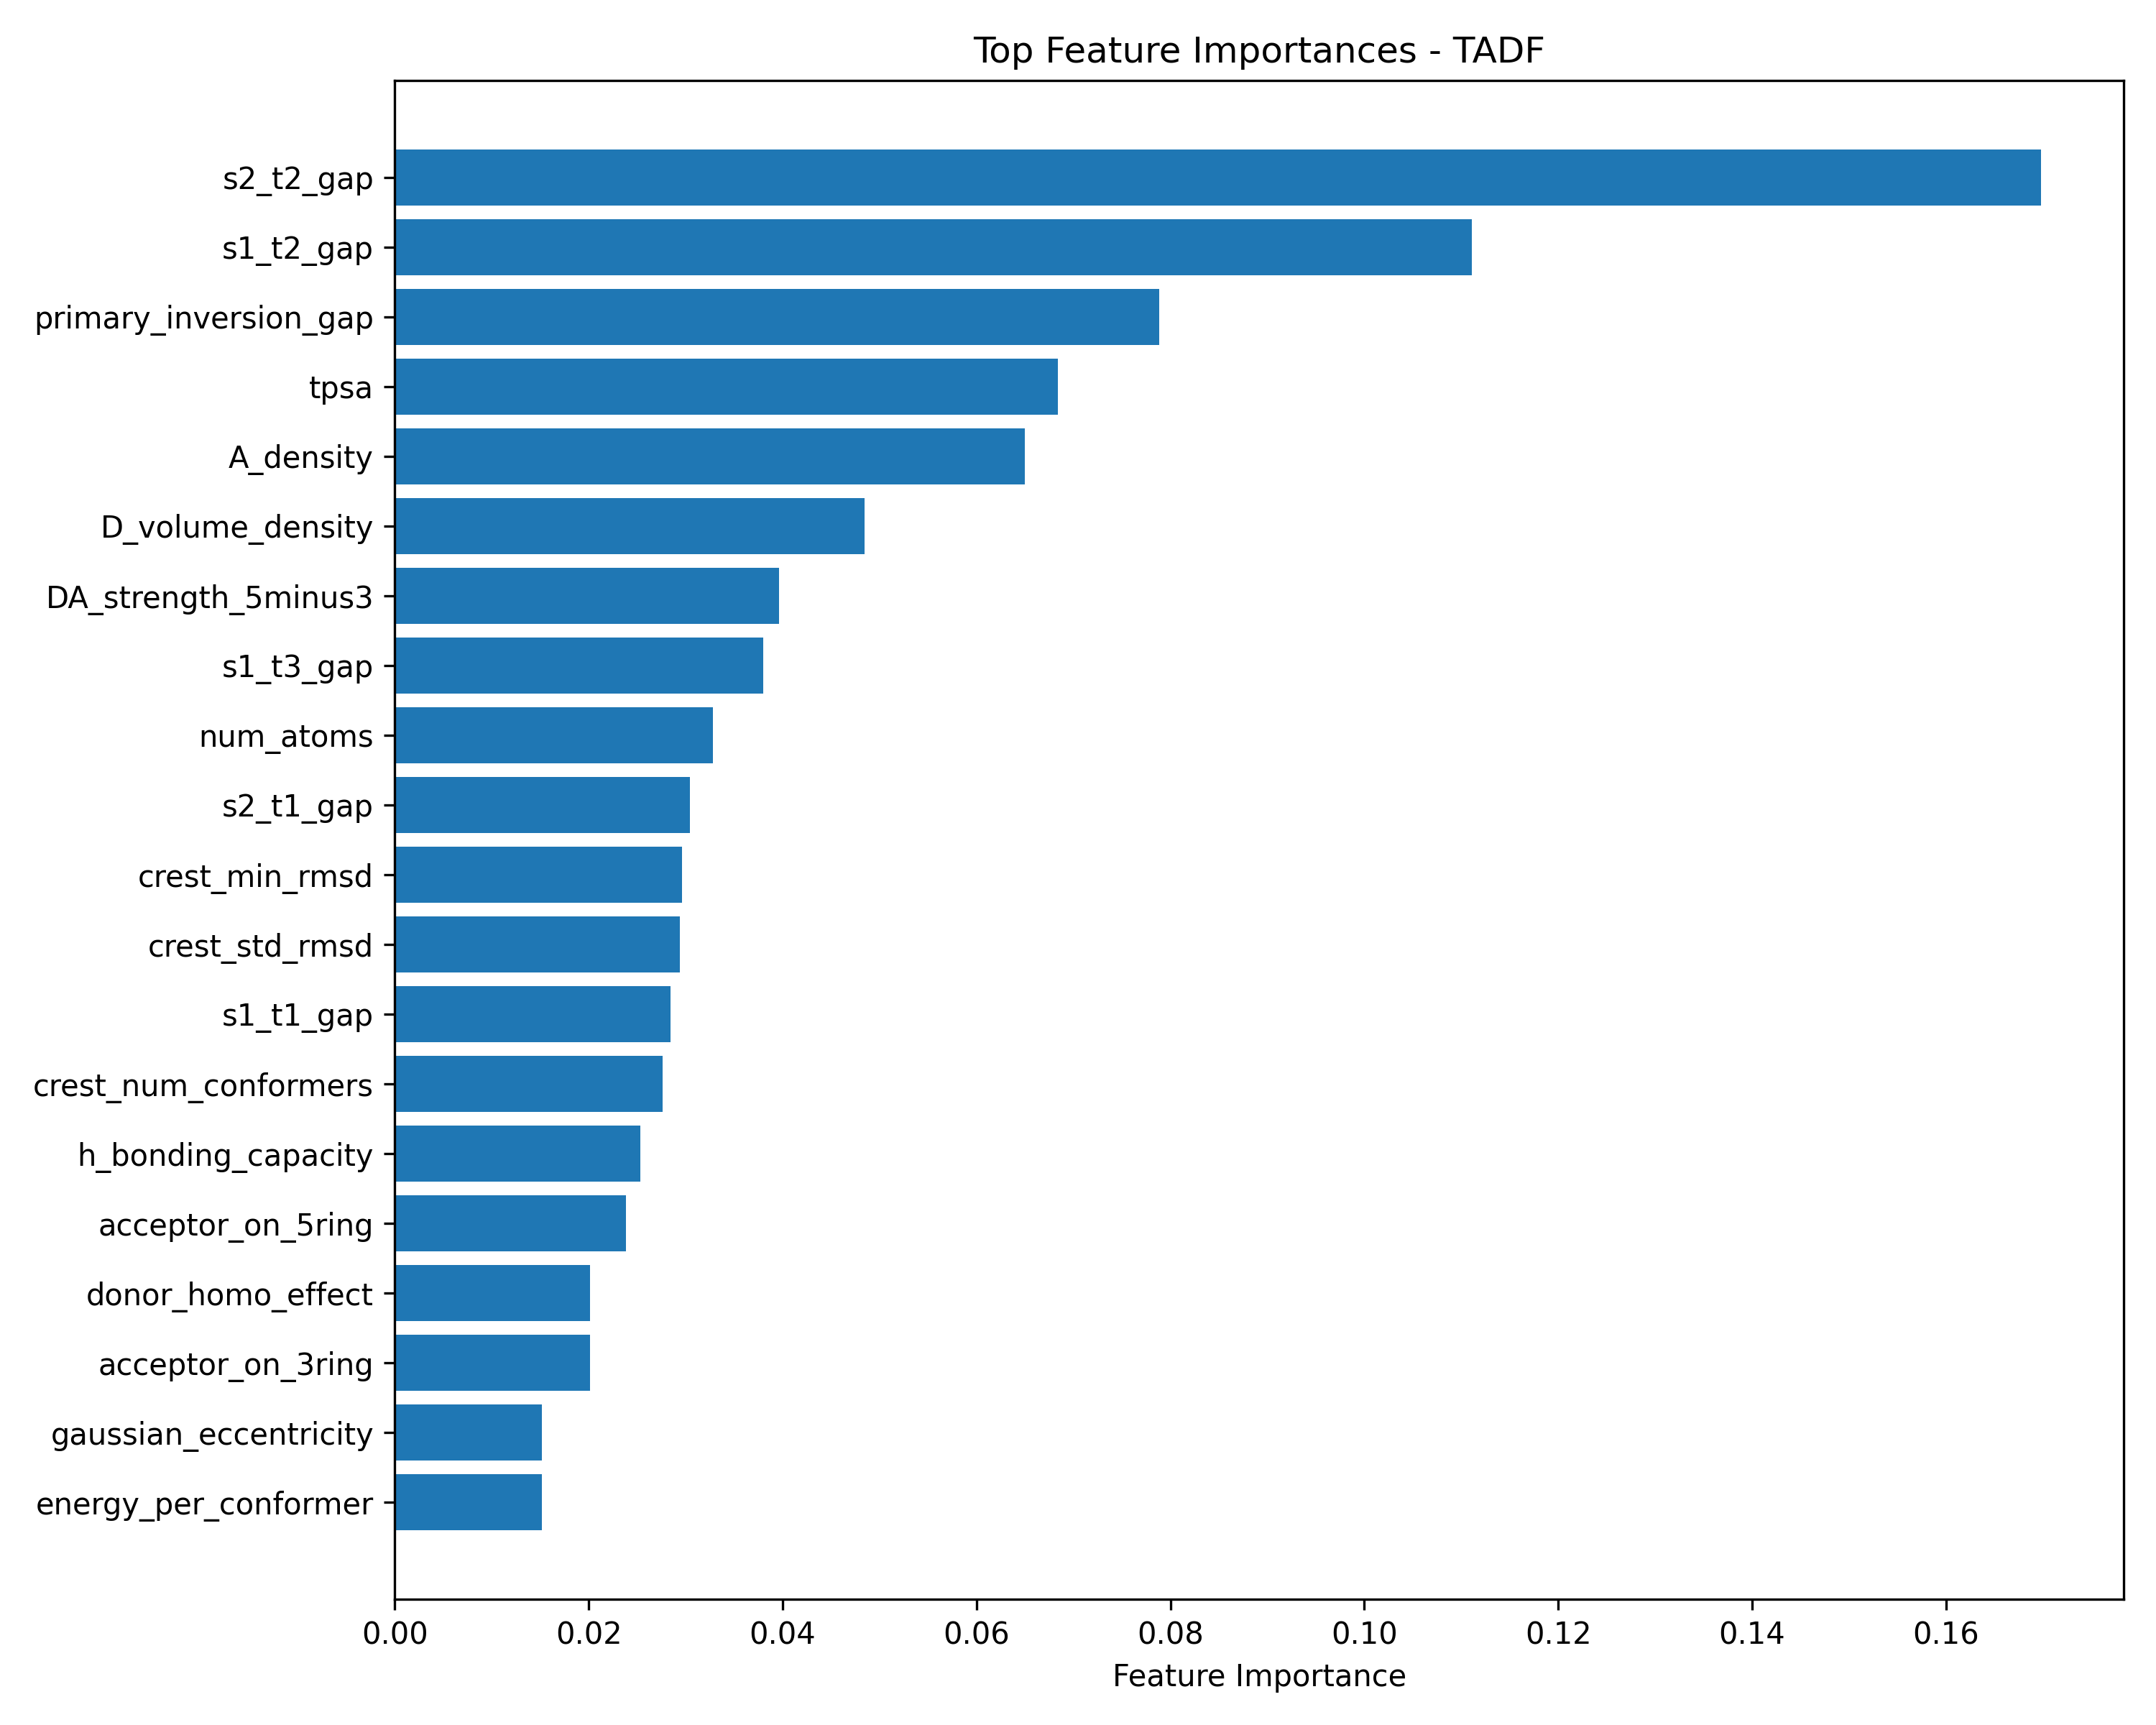 Top Feature Importances - TADF
s2_t2_gap
s1_t2_gap
primary_inversion_gap
tpsa
A_density
D_volume_density
DA_strength_5minus3
s1_t3_gap
num_atoms
s2_t1_gap
crest_min_rmsd
crest_std_rmsd
s1_t1_gap
crest_num_conformers
h_bonding_capacity
acceptor_on_5ring
donor_homo_effect
acceptor_on_3ring
gaussian_eccentricity
energy_per_conformer
0.00 0.02 0.04 0.06 0.08 0.10 0.12 0.14 0.16
Feature Importance